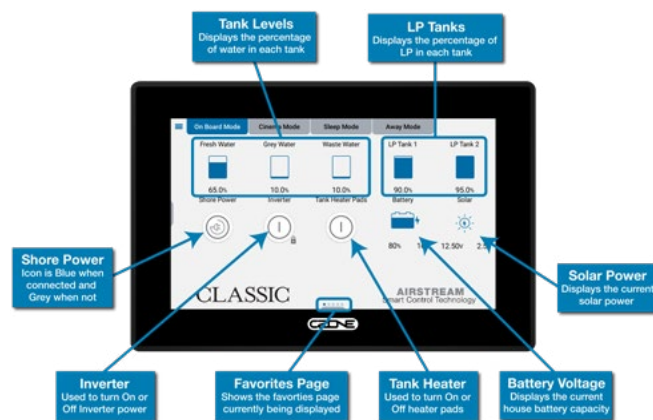 Tank Levels
Displays the percentage
of water in each tank
LP Tanks
Displays the percentage of
LP in each tank
On Board Mode
Cinema Mode
Sleep Mode
Away Mode
Fresh Water
Grey Water
Waste Water
LP Tank 1
LP Tank 2
65.0%
10.0%
10.0%
90.0%
95.0%
Shore Power
Inverter
Tank Heater Pads
Battery
Solar
80%
12.50v
Shore Power
Icon is Blue when
connected and
Grey when not
Solar Power
Displays the current
solar power
CLASSIC
AIRSTREAM
Smart Control Technology
CZONE
Inverter
Used to turn On or
Off Inverter power
Favorites Page
Shows the favorties page
currently being displayed
Tank Heater
Used to turn On or
Off heater pads
Battery Voltage
Displays the current
house battery capacity